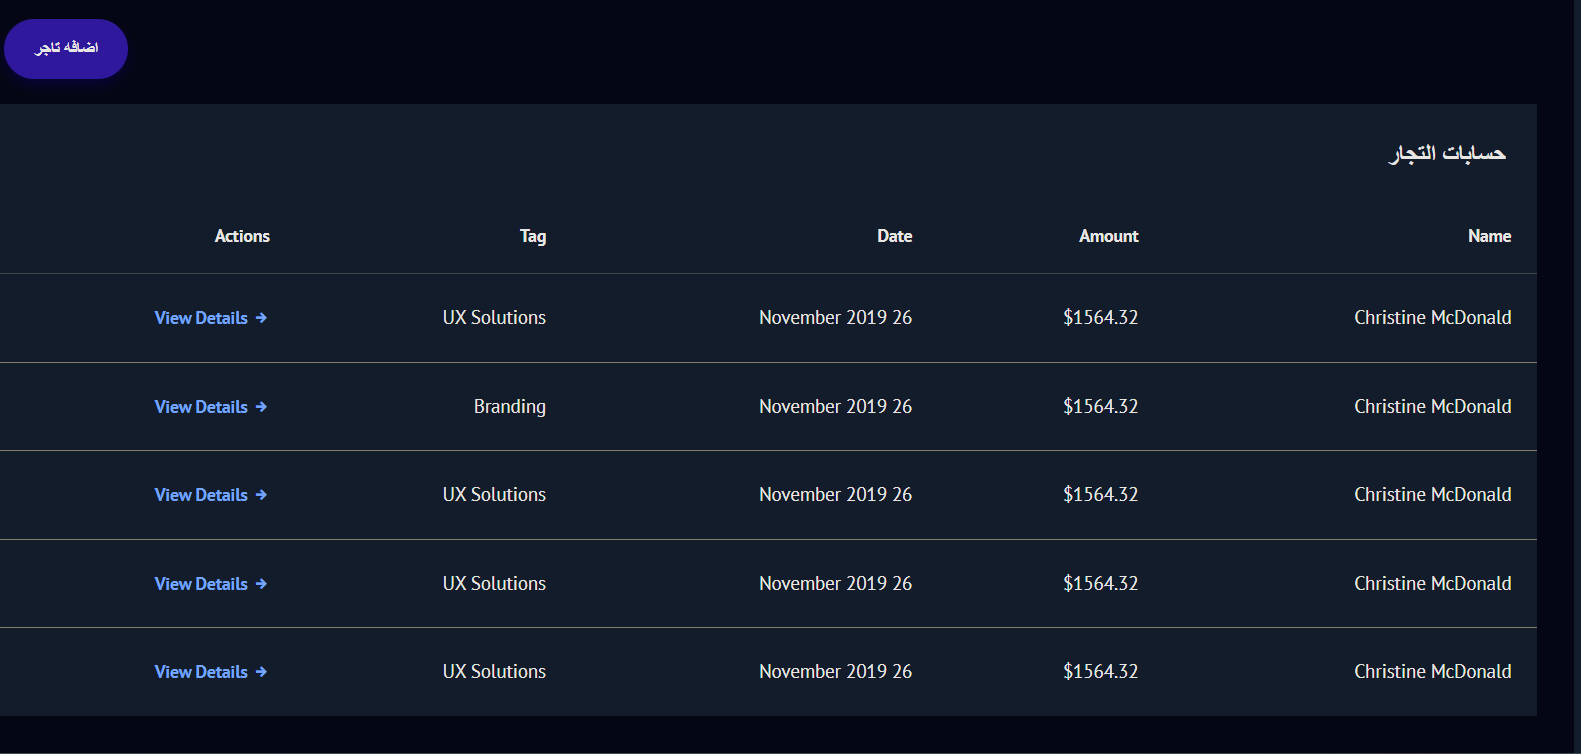 اضافه تاجر
حسابات التجار
Name Amount Date Tag Actions
Christine McDonald $1564.32 November 2019 26 UX Solutions View Details →
Christine McDonald $1564.32 November 2019 26 Branding View Details →
Christine McDonald $1564.32 November 2019 26 UX Solutions View Details →
Christine McDonald $1564.32 November 2019 26 UX Solutions View Details →
Christine McDonald $1564.32 November 2019 26 UX Solutions View Details →